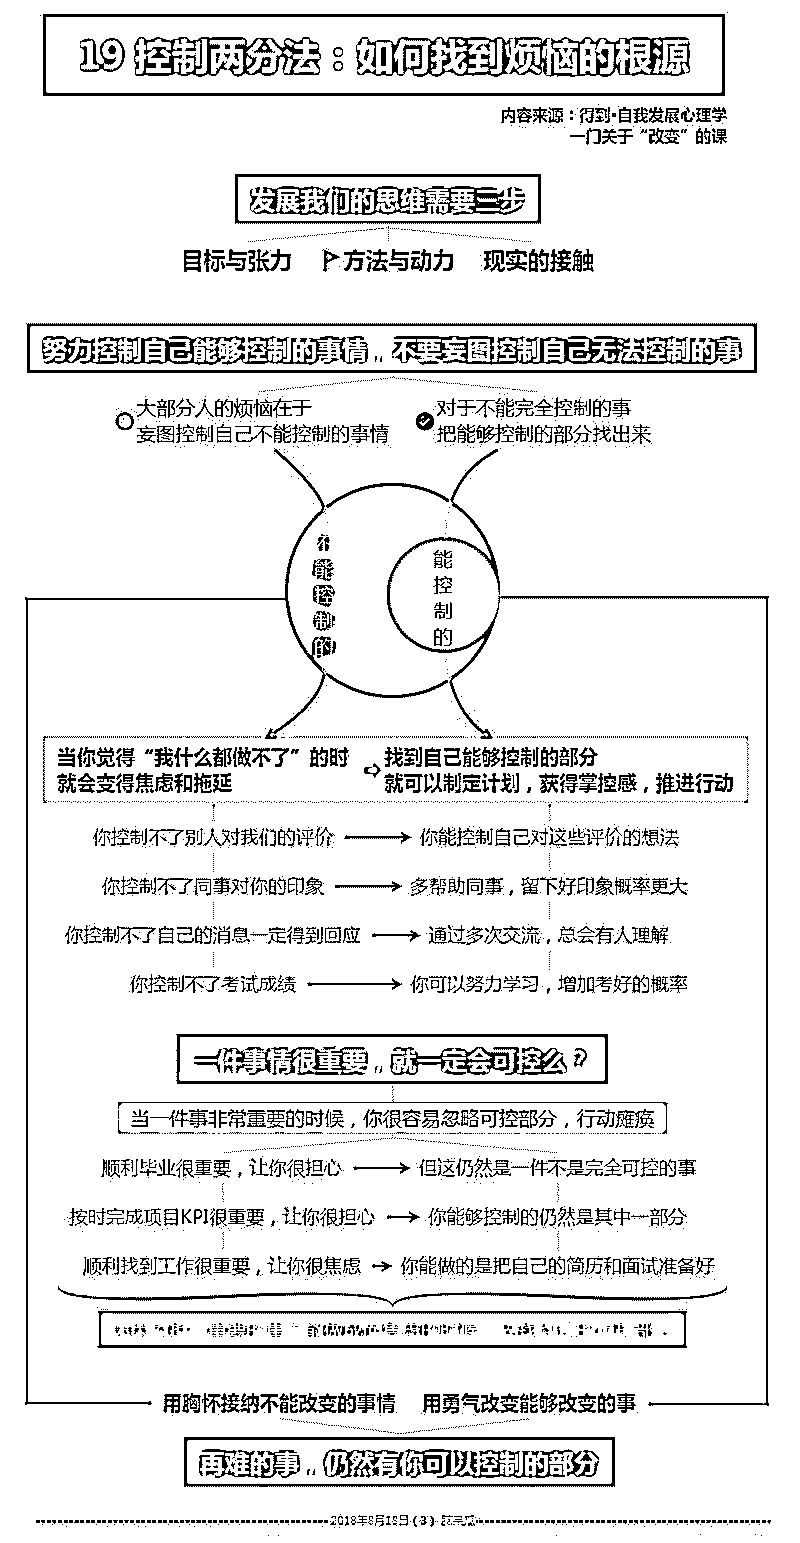 19 控制两分法：如何找到烦恼的根源
内容来源：得到·自我发展心理学
一门关于“改变”的课
发展我们的思维需要三步
目标与张力 方法与动力 现实的接触
努力控制自己能够控制的事情，不要妄图控制自己无法控制的事
大部分人的烦恼在于
妄图控制自己不能控制的事情
对于不能完全控制的事
把能够控制的部分找出来
不能控制的
能控制的
当你觉得“我什么都做不了”的时
就会变得焦虑和拖延
找到自己能够控制的部分
就可以制定计划，获得掌控感，推进行动
你控制不了别人对我们的评价 你能控制自己对这些评价的想法
你控制不了同事对你的印象 多帮助同事，留下好印象概率更大
你控制不了自己的消息一定得到回应 通过多次交流，总会有人理解
你控制不了考试成绩 你可以努力学习，增加考好的概率
一件事情很重要，就一定会可控么？
当一件事非常重要的时候，你很容易忽略可控部分，行动瘫痪
顺利毕业很重要，让你很担心 但这仍然是一件不是完全可控的事
按时完成项目KPI很重要，让你很担心 你能够控制的仍然是其中一部分
顺利找到工作很重要，让你很焦虑 你能做的是把自己的简历和面试准备好
用胸怀接纳不能改变的事情 用勇气改变能够改变的事
再难的事，仍然有你可以控制的部分